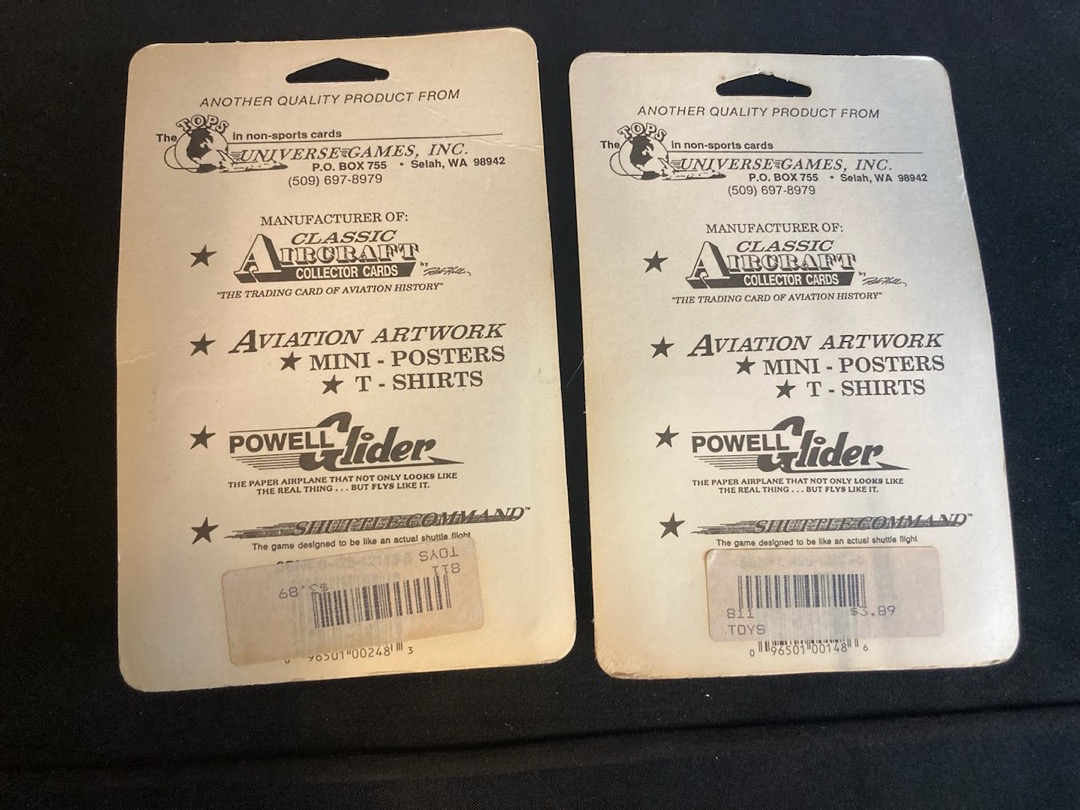 ANOTHER QUALITY PRODUCT FROM
The TOPS in non-sports cards
UNIVERSE GAMES, INC.
P.O. BOX 755 • Selah, WA 98942
(509) 697-8979
MANUFACTURER OF:
★ CLASSIC
AIRCRAFT
COLLECTOR CARDS by
"THE TRADING CARD OF AVIATION HISTORY"
★ AVIATION ARTWORK
★ MINI - POSTERS
★ T - SHIRTS
★ POWELL Glider
THE PAPER AIRPLANE THAT NOT ONLY LOOKS LIKE
THE REAL THING . . . BUT FLYS LIKE IT.
★ SHUTTLE COMMAND™
The game designed to be like an actual shuttle flight
TOYS
811
$3.89
0 96501 00248 3
ANOTHER QUALITY PRODUCT FROM
The TOPS in non-sports cards
UNIVERSE GAMES, INC.
P.O. BOX 755 • Selah, WA 98942
(509) 697-8979
MANUFACTURER OF:
★ CLASSIC
AIRCRAFT
COLLECTOR CARDS by
"THE TRADING CARD OF AVIATION HISTORY"
★ AVIATION ARTWORK
★ MINI - POSTERS
★ T - SHIRTS
★ POWELL Glider
THE PAPER AIRPLANE THAT NOT ONLY LOOKS LIKE
THE REAL THING . . . BUT FLYS LIKE IT.
★ SHUTTLE COMMAND™
The game designed to be like an actual shuttle flight
811 $3.89
TOYS
0 96501 00148 6